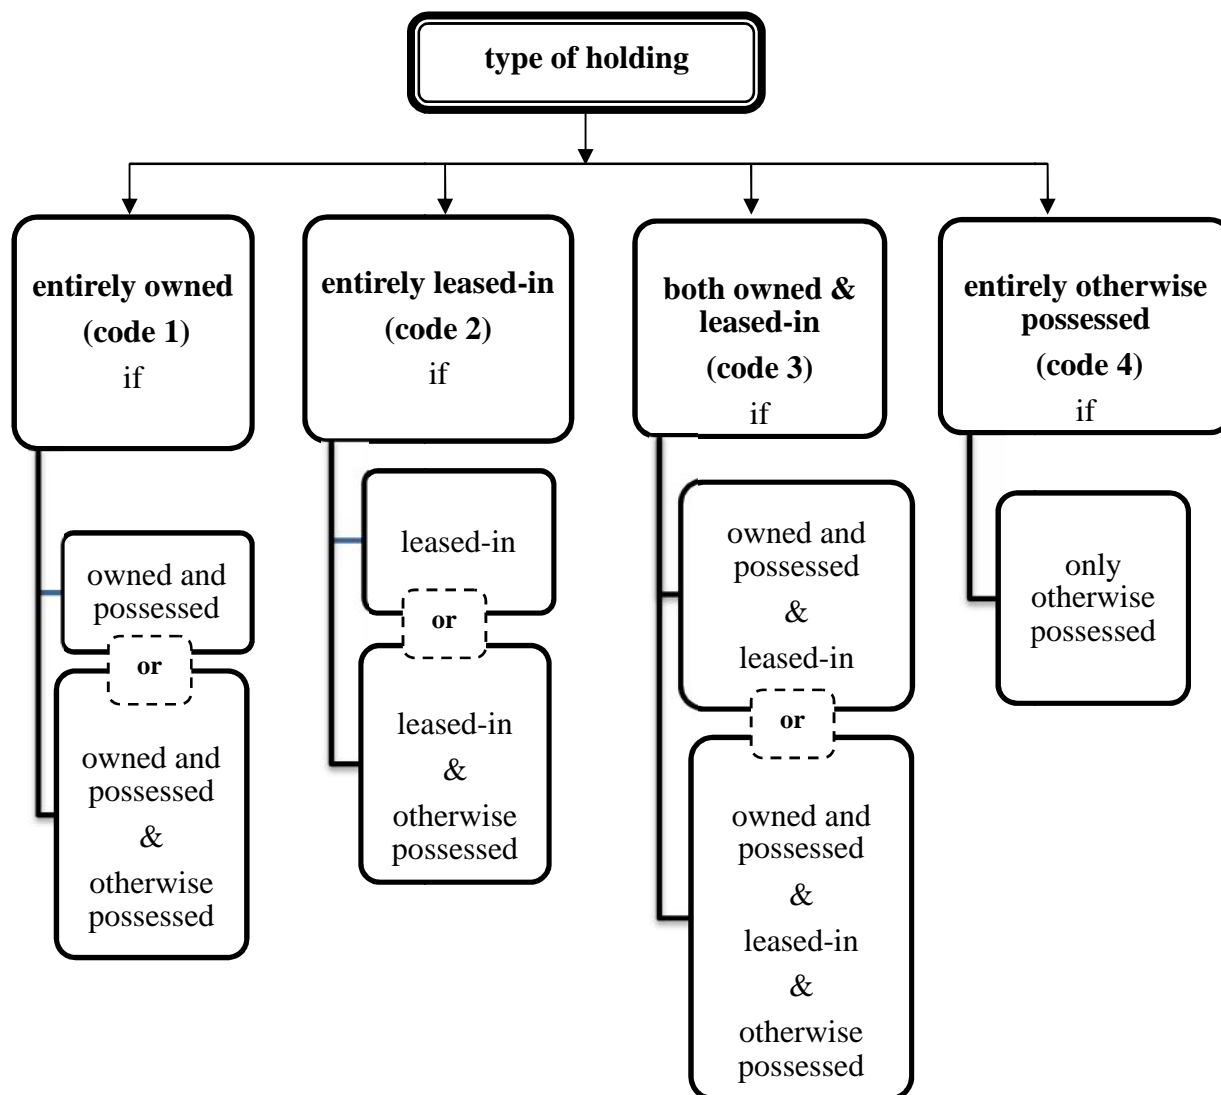 type of holding
entirely owned
(code 1)
if
owned and
possessed
or
owned and
possessed
&
otherwise
possessed
entirely leased-in
(code 2)
if
leased-in
or
leased-in
&
otherwise
possessed
both owned &
leased-in
(code 3)
if
owned and
possessed
&
leased-in
or
owned and
possessed
&
leased-in
&
otherwise
possessed
entirely otherwise
possessed
(code 4)
if
only
otherwise
possessed